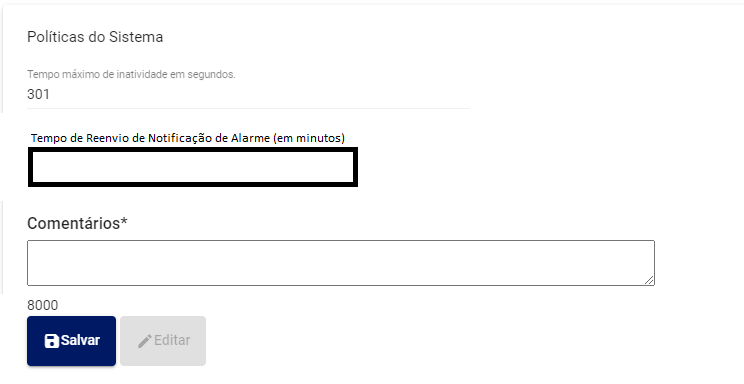 Políticas do Sistema
Tempo máximo de inatividade em segundos.
301
Tempo de Reenvio de Notificação de Alarme (em minutos)
Comentários*
8000
Salvar Editar